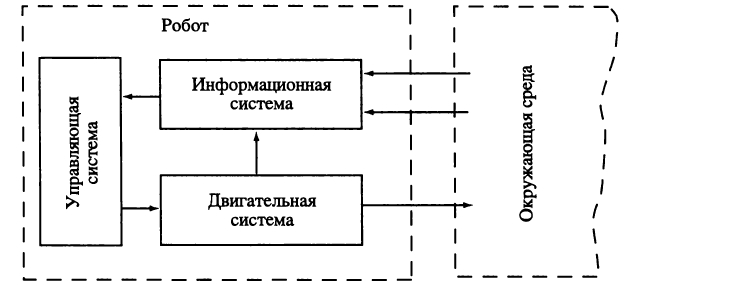 Робот
Управляющая
система
Информационная
система
Двигательная
система
Окружающая среда